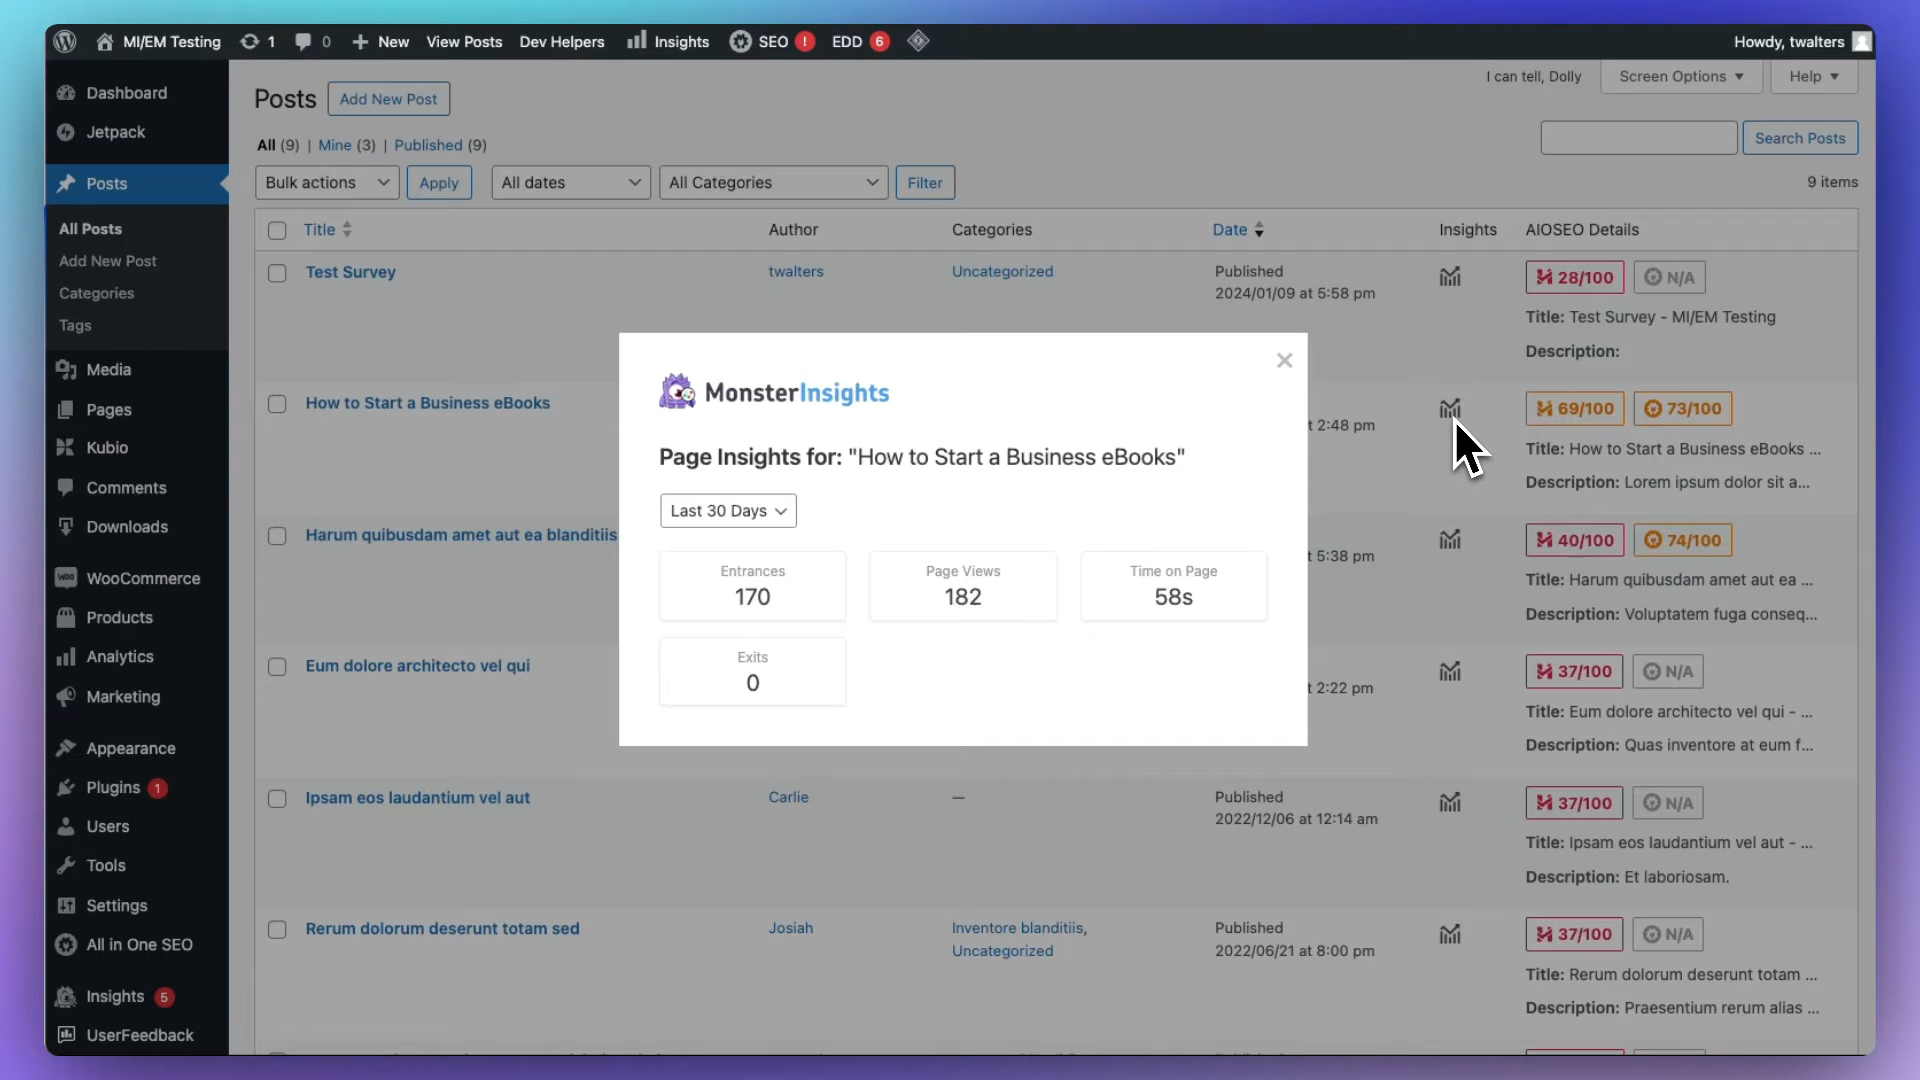 MI/EM Testing 1 0 New View Posts Dev Helpers Insights SEO ! EDD 6 Howdy, twalters
Dashboard
Jetpack
Posts
All Posts
Add New Post
Categories
Tags
Media
Pages
Kubio
Comments
Downloads
WooCommerce
Products
Analytics
Marketing
Appearance
Plugins 1
Users
Tools
Settings
All in One SEO
Insights 5
UserFeedback
I can tell, Dolly Screen Options Help
Posts Add New Post
All (9) | Mine (3) | Published (9)
Search Posts
Bulk actions Apply All dates All Categories Filter 9 items
Title Author Categories Date Insights AIOSEO Details
Test Survey twalters Uncategorized Published
2024/01/09 at 5:58 pm
28/100 N/A
Title: Test Survey - MI/EM Testing
Description:
How to Start a Business eBooks
t 2:48 pm
69/100 73/100
Title: How to Start a Business eBooks ...
Description: Lorem ipsum dolor sit a...
Harum quibusdam amet aut ea blanditiis
t 5:38 pm
40/100 74/100
Title: Harum quibusdam amet aut ea ...
Description: Voluptatem fuga conseq...
Eum dolore architecto vel qui
t 2:22 pm
37/100 N/A
Title: Eum dolore architecto vel qui - ...
Description: Quas inventore at eum f...
MonsterInsights
Page Insights for: "How to Start a Business eBooks"
Last 30 Days
Entrances Page Views Time on Page
170 182 58s
Exits
0
Ipsam eos laudantium vel aut Carlie — Published
2022/12/06 at 12:14 am
37/100 N/A
Title: Ipsam eos laudantium vel aut - ...
Description: Et laboriosam.
Rerum dolorum deserunt totam sed Josiah Inventore blanditiis, Published
Uncategorized 2022/06/21 at 8:00 pm
37/100 N/A
Title: Rerum dolorum deserunt totam ...
Description: Praesentium rerum alias ...